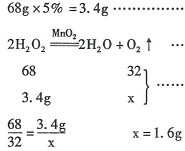 68g×5%=3.4g ……………
2H₂O₂ MnO₂ 2H₂O+O₂↑ …
68 32
3.4g x ……
68/32=3.4g/x x=1.6g